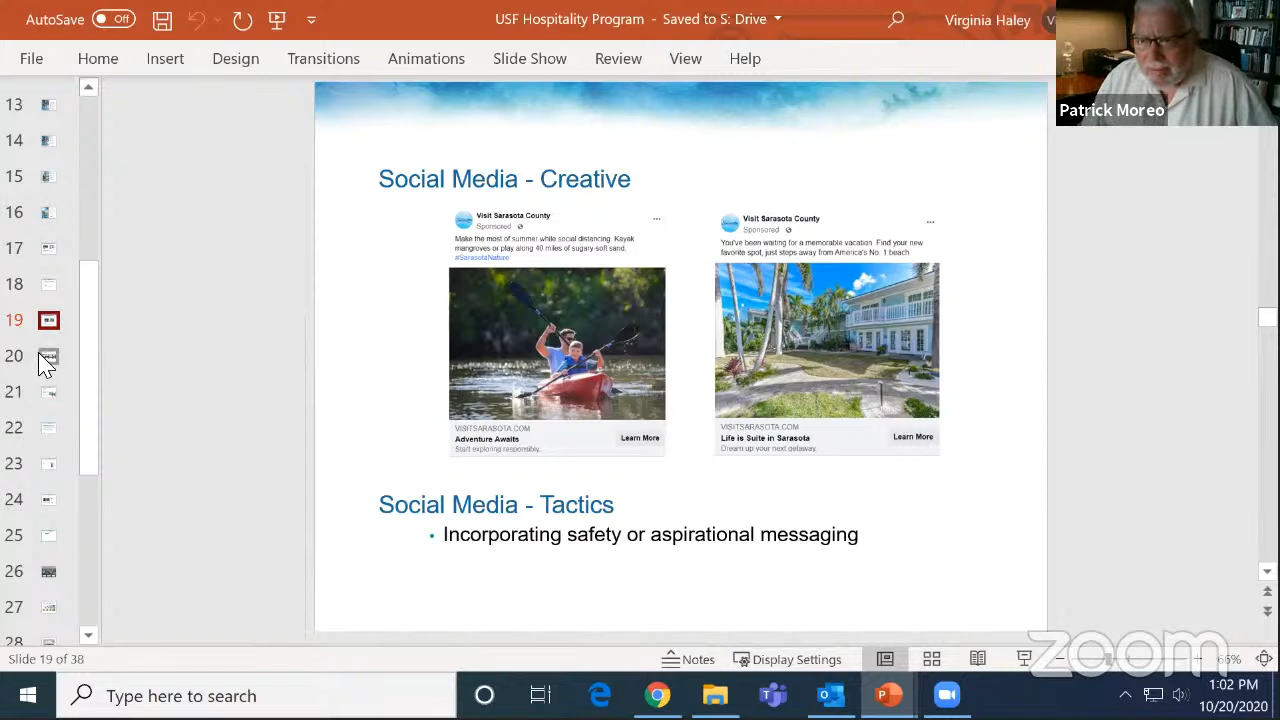 AutoSave Off
USF Hospitality Program - Saved to S: Drive
Virginia Haley
V
File Home Insert Design Transitions Animations Slide Show Review View Help
Patrick Moreo
13
14
15
16
17
18
19
20
21
22
23
24
25
26
27
28
Social Media - Creative
Visit Sarasota County
Sponsored
Make the most of summer while social distancing. Kayak
mangroves or play along 40 miles of sugary-soft sand.
#SarasotaNature
VISITSARASOTA.COM
Adventure Awaits
Start exploring responsibly.
Learn More
Visit Sarasota County
Sponsored
You've been waiting for a memorable vacation. Find your new
favorite spot, just steps away from America's No. 1 beach.
VISITSARASOTA.COM
Life is Suite in Sarasota
Dream up your next getaway.
Learn More
Social Media - Tactics
• Incorporating safety or aspirational messaging
zoom
Slide 19 of 38
Notes
Display Settings
66%
Type here to search
1:02 PM
10/20/2020